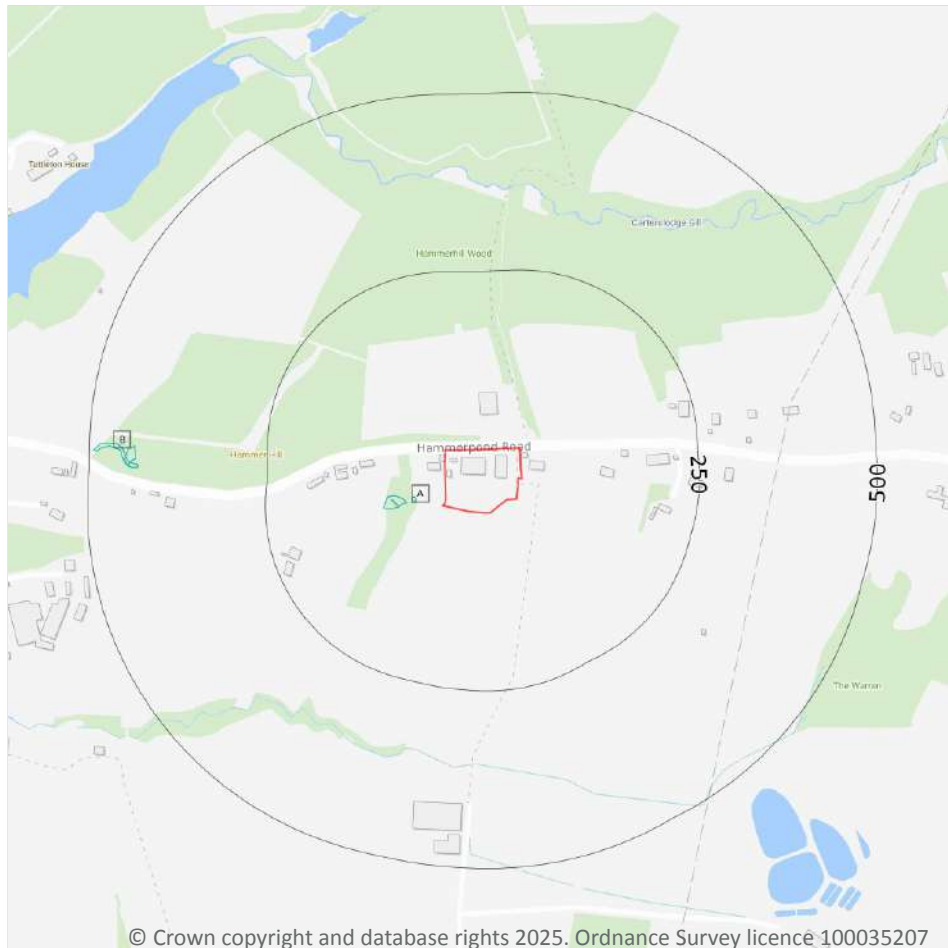 House
Carterslodge Gill
Hammerhill Wood
B
Hammerpond Road
Hammer Hill
250
500
A
The Warren
© Crown copyright and database rights 2025. Ordnance Survey licence 100035207